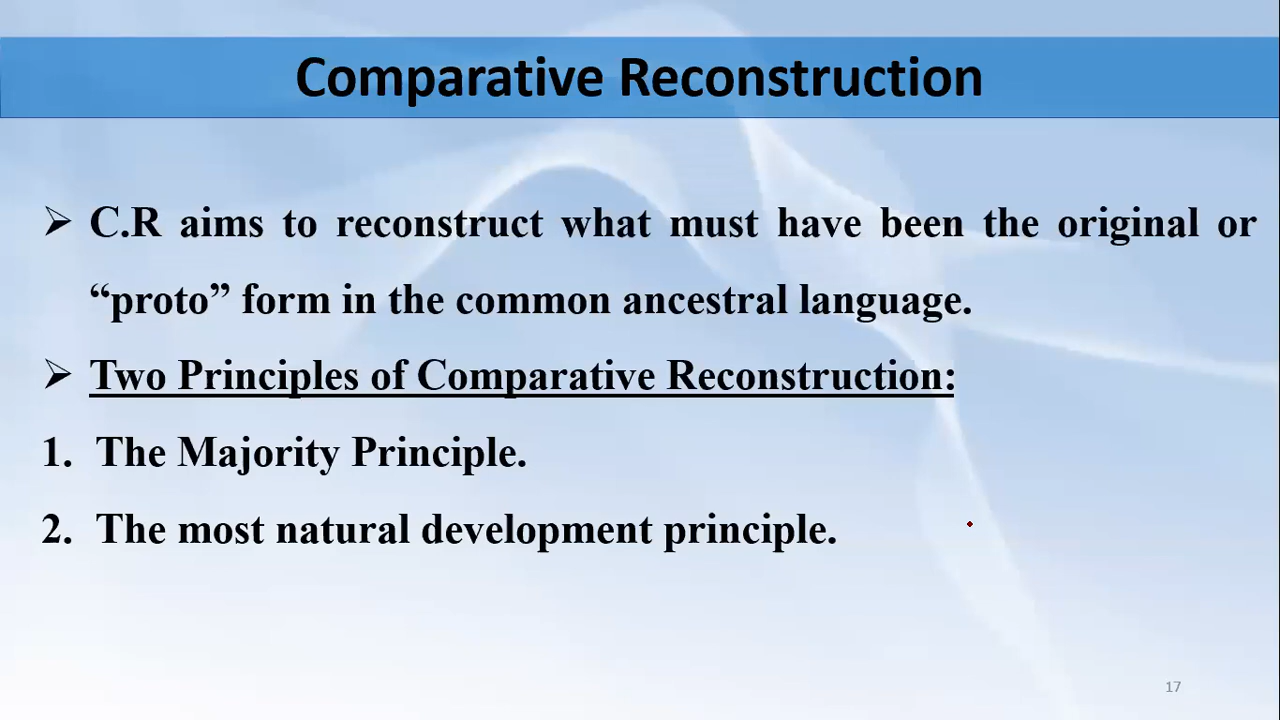 Comparative Reconstruction
➢ C.R aims to reconstruct what must have been the original or
“proto” form in the common ancestral language.
➢ Two Principles of Comparative Reconstruction:
1. The Majority Principle.
2. The most natural development principle.
17